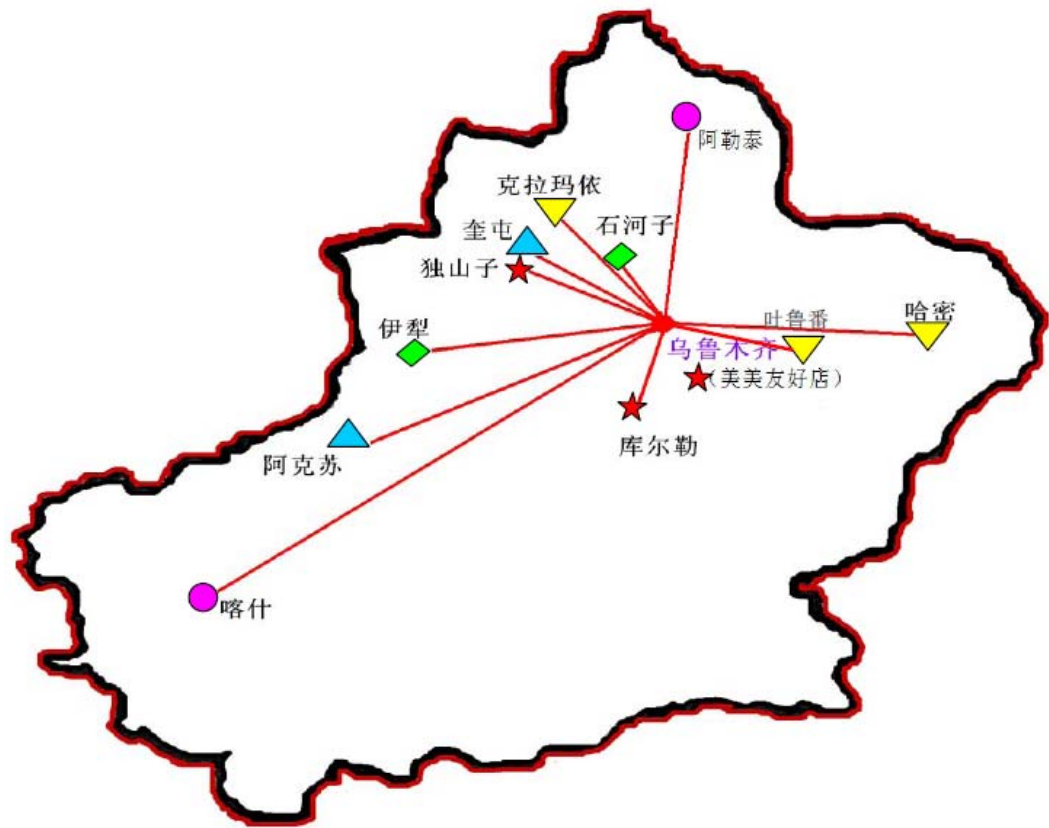 阿勒泰
克拉玛依
石河子
奎屯
独山子
伊犁
吐鲁番
哈密
乌鲁木齐
（美美友好店）
库尔勒
阿克苏
喀什